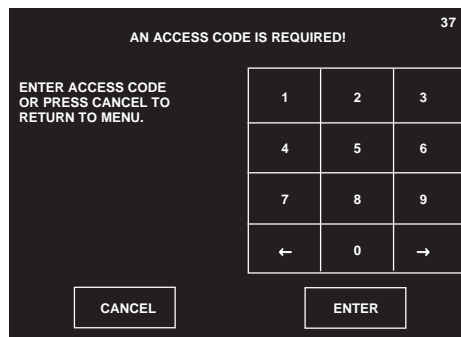 37
AN ACCESS CODE IS REQUIRED!
ENTER ACCESS CODE
OR PRESS CANCEL TO
RETURN TO MENU.
1 2 3
4 5 6
7 8 9
← 0 →
CANCEL ENTER